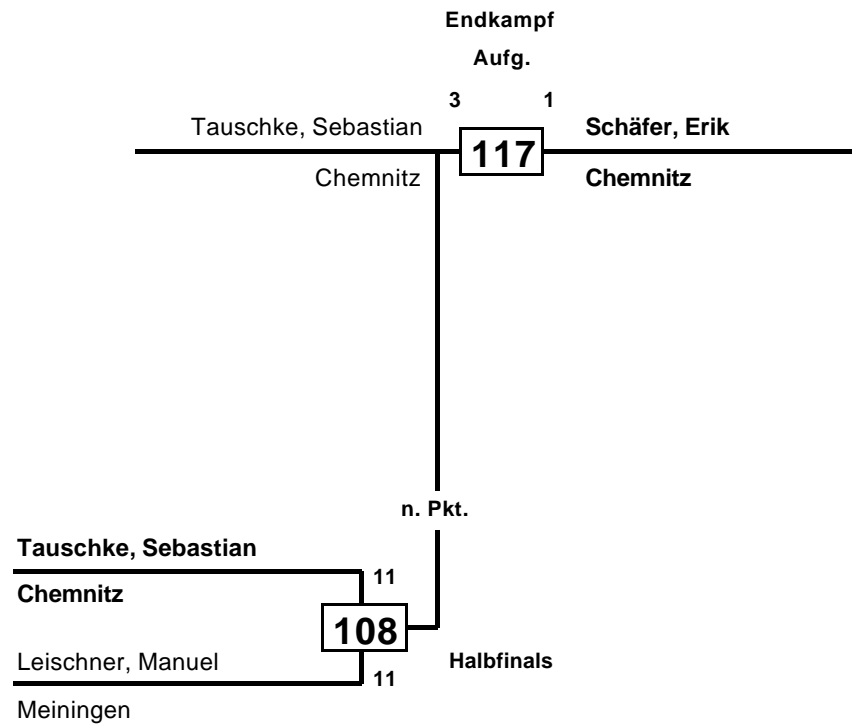 Endkampf
Aufg.
3 1
Tauschke, Sebastian 117 Schäfer, Erik
Chemnitz Chemnitz
n. Pkt.
Tauschke, Sebastian
11
Chemnitz
108
Leischner, Manuel Halbfinals
11
Meiningen